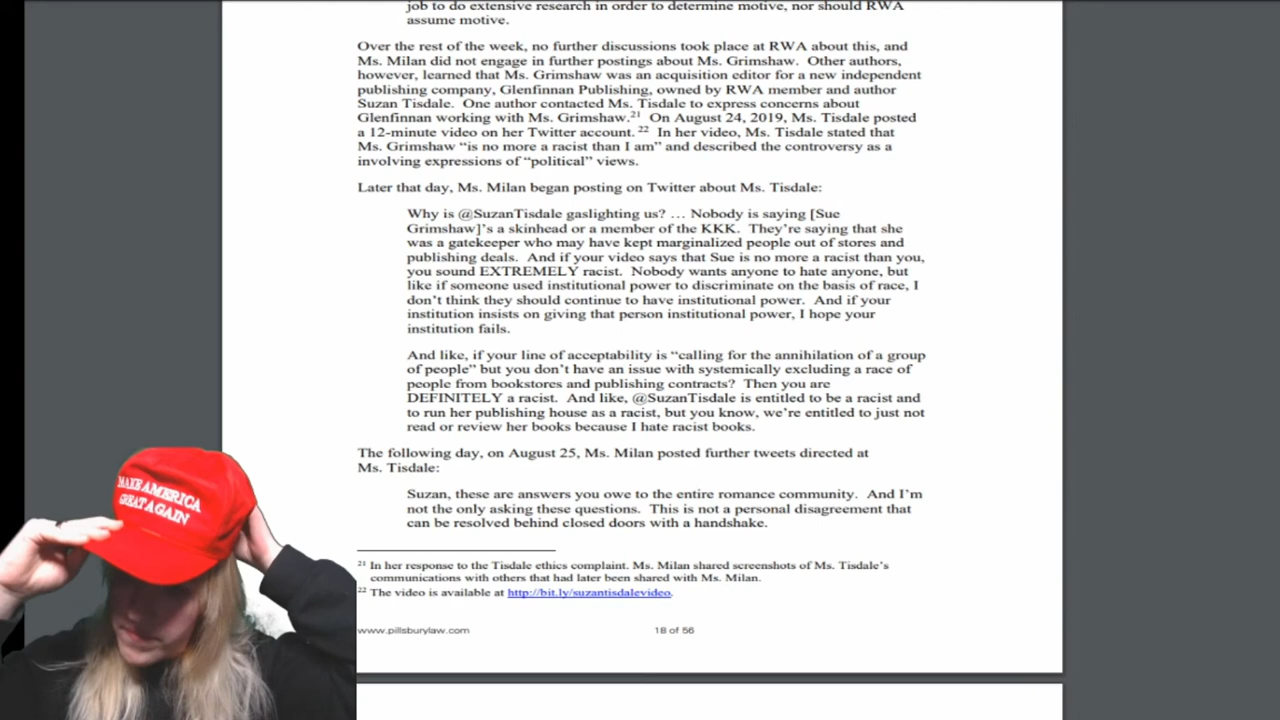 job to do extensive research in order to determine motive, nor should RWA
assume motive.
Over the rest of the week, no further discussions took place at RWA about this, and
Ms. Milan did not engage in further postings about Ms. Grimshaw.  Other authors,
however, learned that Ms. Grimshaw was an acquisition editor for a new independent
publishing company, Glenfinnan Publishing, owned by RWA member and author
Suzan Tisdale.  One author contacted Ms. Tisdale to express concerns about
Glenfinnan working with Ms. Grimshaw.21  On August 24, 2019, Ms. Tisdale posted
a 12-minute video on her Twitter account. 22  In her video, Ms. Tisdale stated that
Ms. Grimshaw “is no more a racist than I am” and described the controversy as a
involving expressions of “political” views.
Later that day, Ms. Milan began posting on Twitter about Ms. Tisdale:
Why is @SuzanTisdale gaslighting us? … Nobody is saying [Sue
Grimshaw]’s a skinhead or a member of the KKK.  They’re saying that she
was a gatekeeper who may have kept marginalized people out of stores and
publishing deals.  And if your video says that Sue is no more a racist than you,
you sound EXTREMELY racist.  Nobody wants anyone to hate anyone, but
like if someone used institutional power to discriminate on the basis of race, I
don’t think they should continue to have institutional power.  And if your
institution insists on giving that person institutional power, I hope your
institution fails.
And like, if your line of acceptability is “calling for the annihilation of a group
of people” but you don’t have an issue with systemically excluding a race of
people from bookstores and publishing contracts?  Then you are
DEFINITELY a racist.  And like, @SuzanTisdale is entitled to be a racist and
to run her publishing house as a racist, but you know, we’re entitled to just not
read or review her books because I hate racist books.
The following day, on August 25, Ms. Milan posted further tweets directed at
Ms. Tisdale:
Suzan, these are answers you owe to the entire romance community.  And I’m
not the only asking these questions.  This is not a personal disagreement that
can be resolved behind closed doors with a handshake.
21 In her response to the Tisdale ethics complaint. Ms. Milan shared screenshots of Ms. Tisdale’s
communications with others that had later been shared with Ms. Milan.
22 The video is available at http://bit.ly/suzantisdalevideo.
www.pillsburylaw.com 18 of 56
MAKE AMERICA
GREAT AGAIN